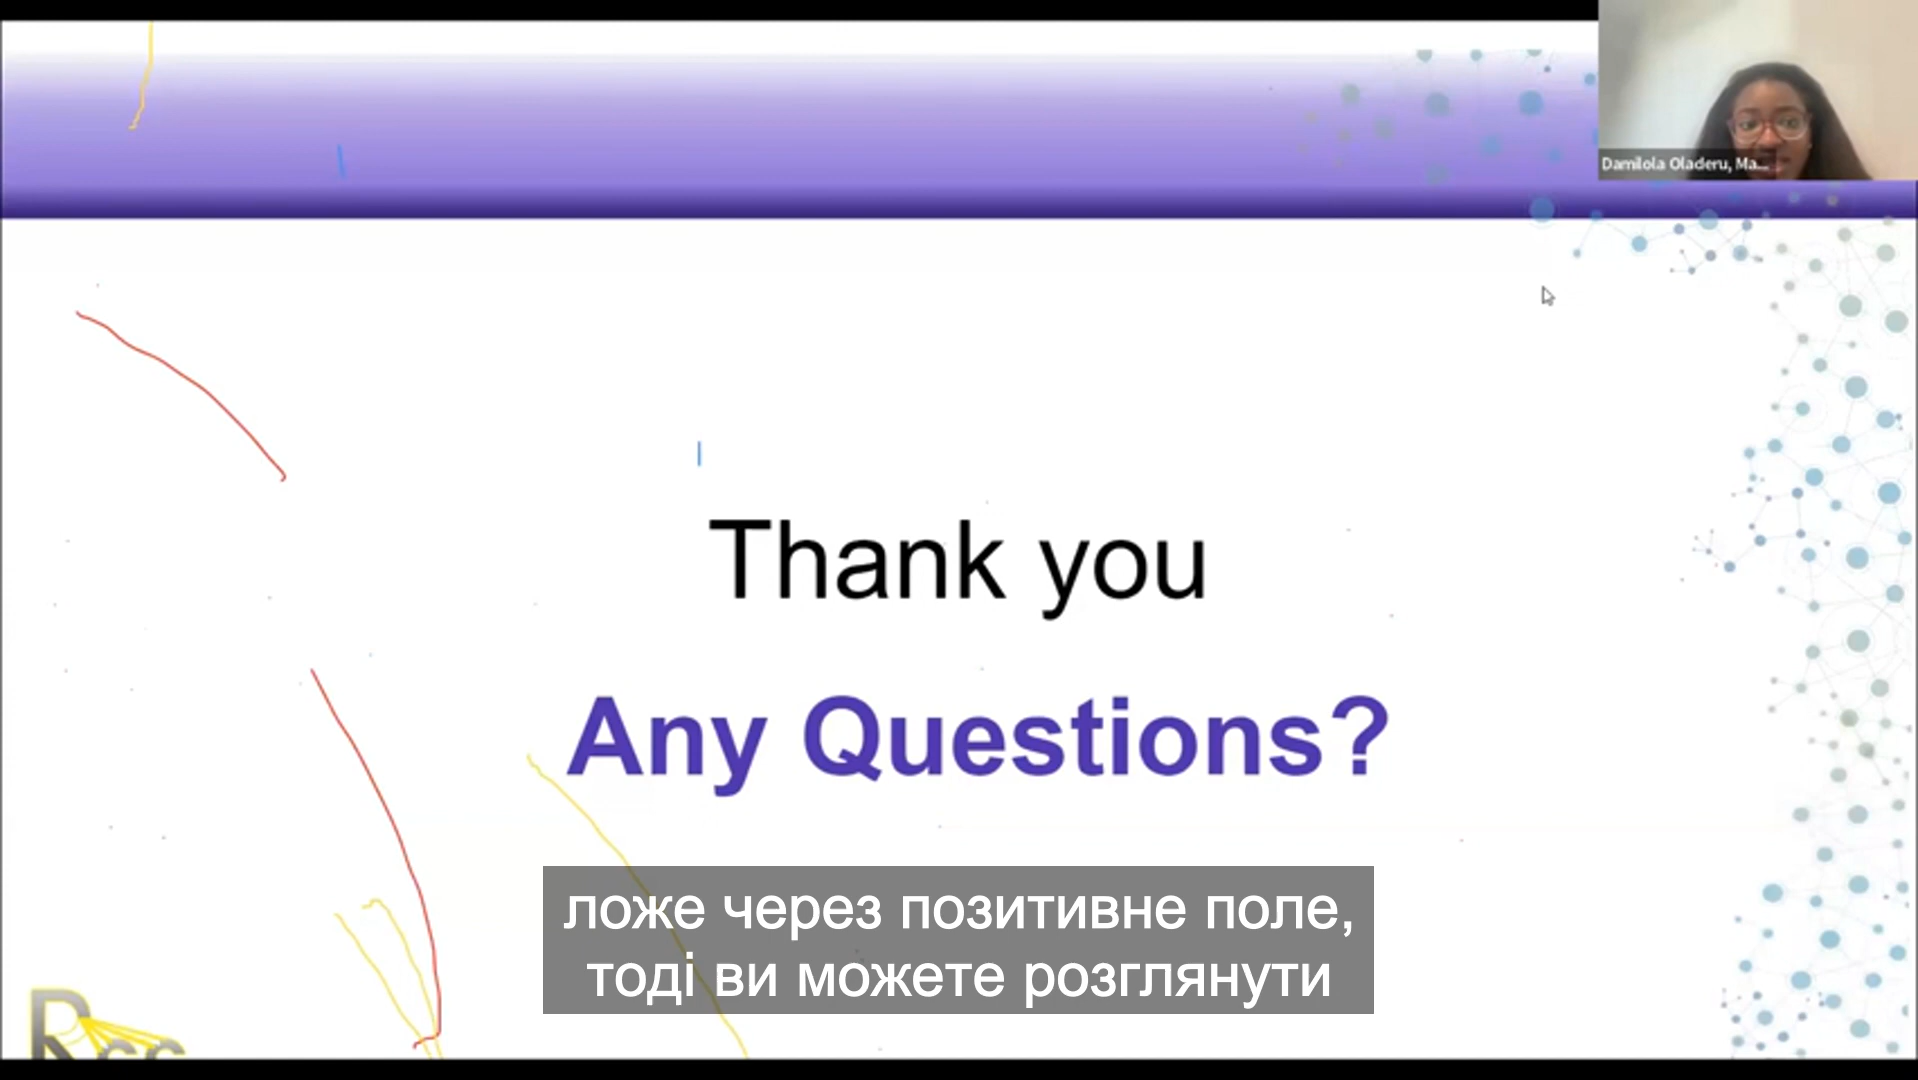 Damilola Oladeru, Ma...
Thank you
Any Questions?
ложе через позитивне поле,
тоді ви можете розглянути